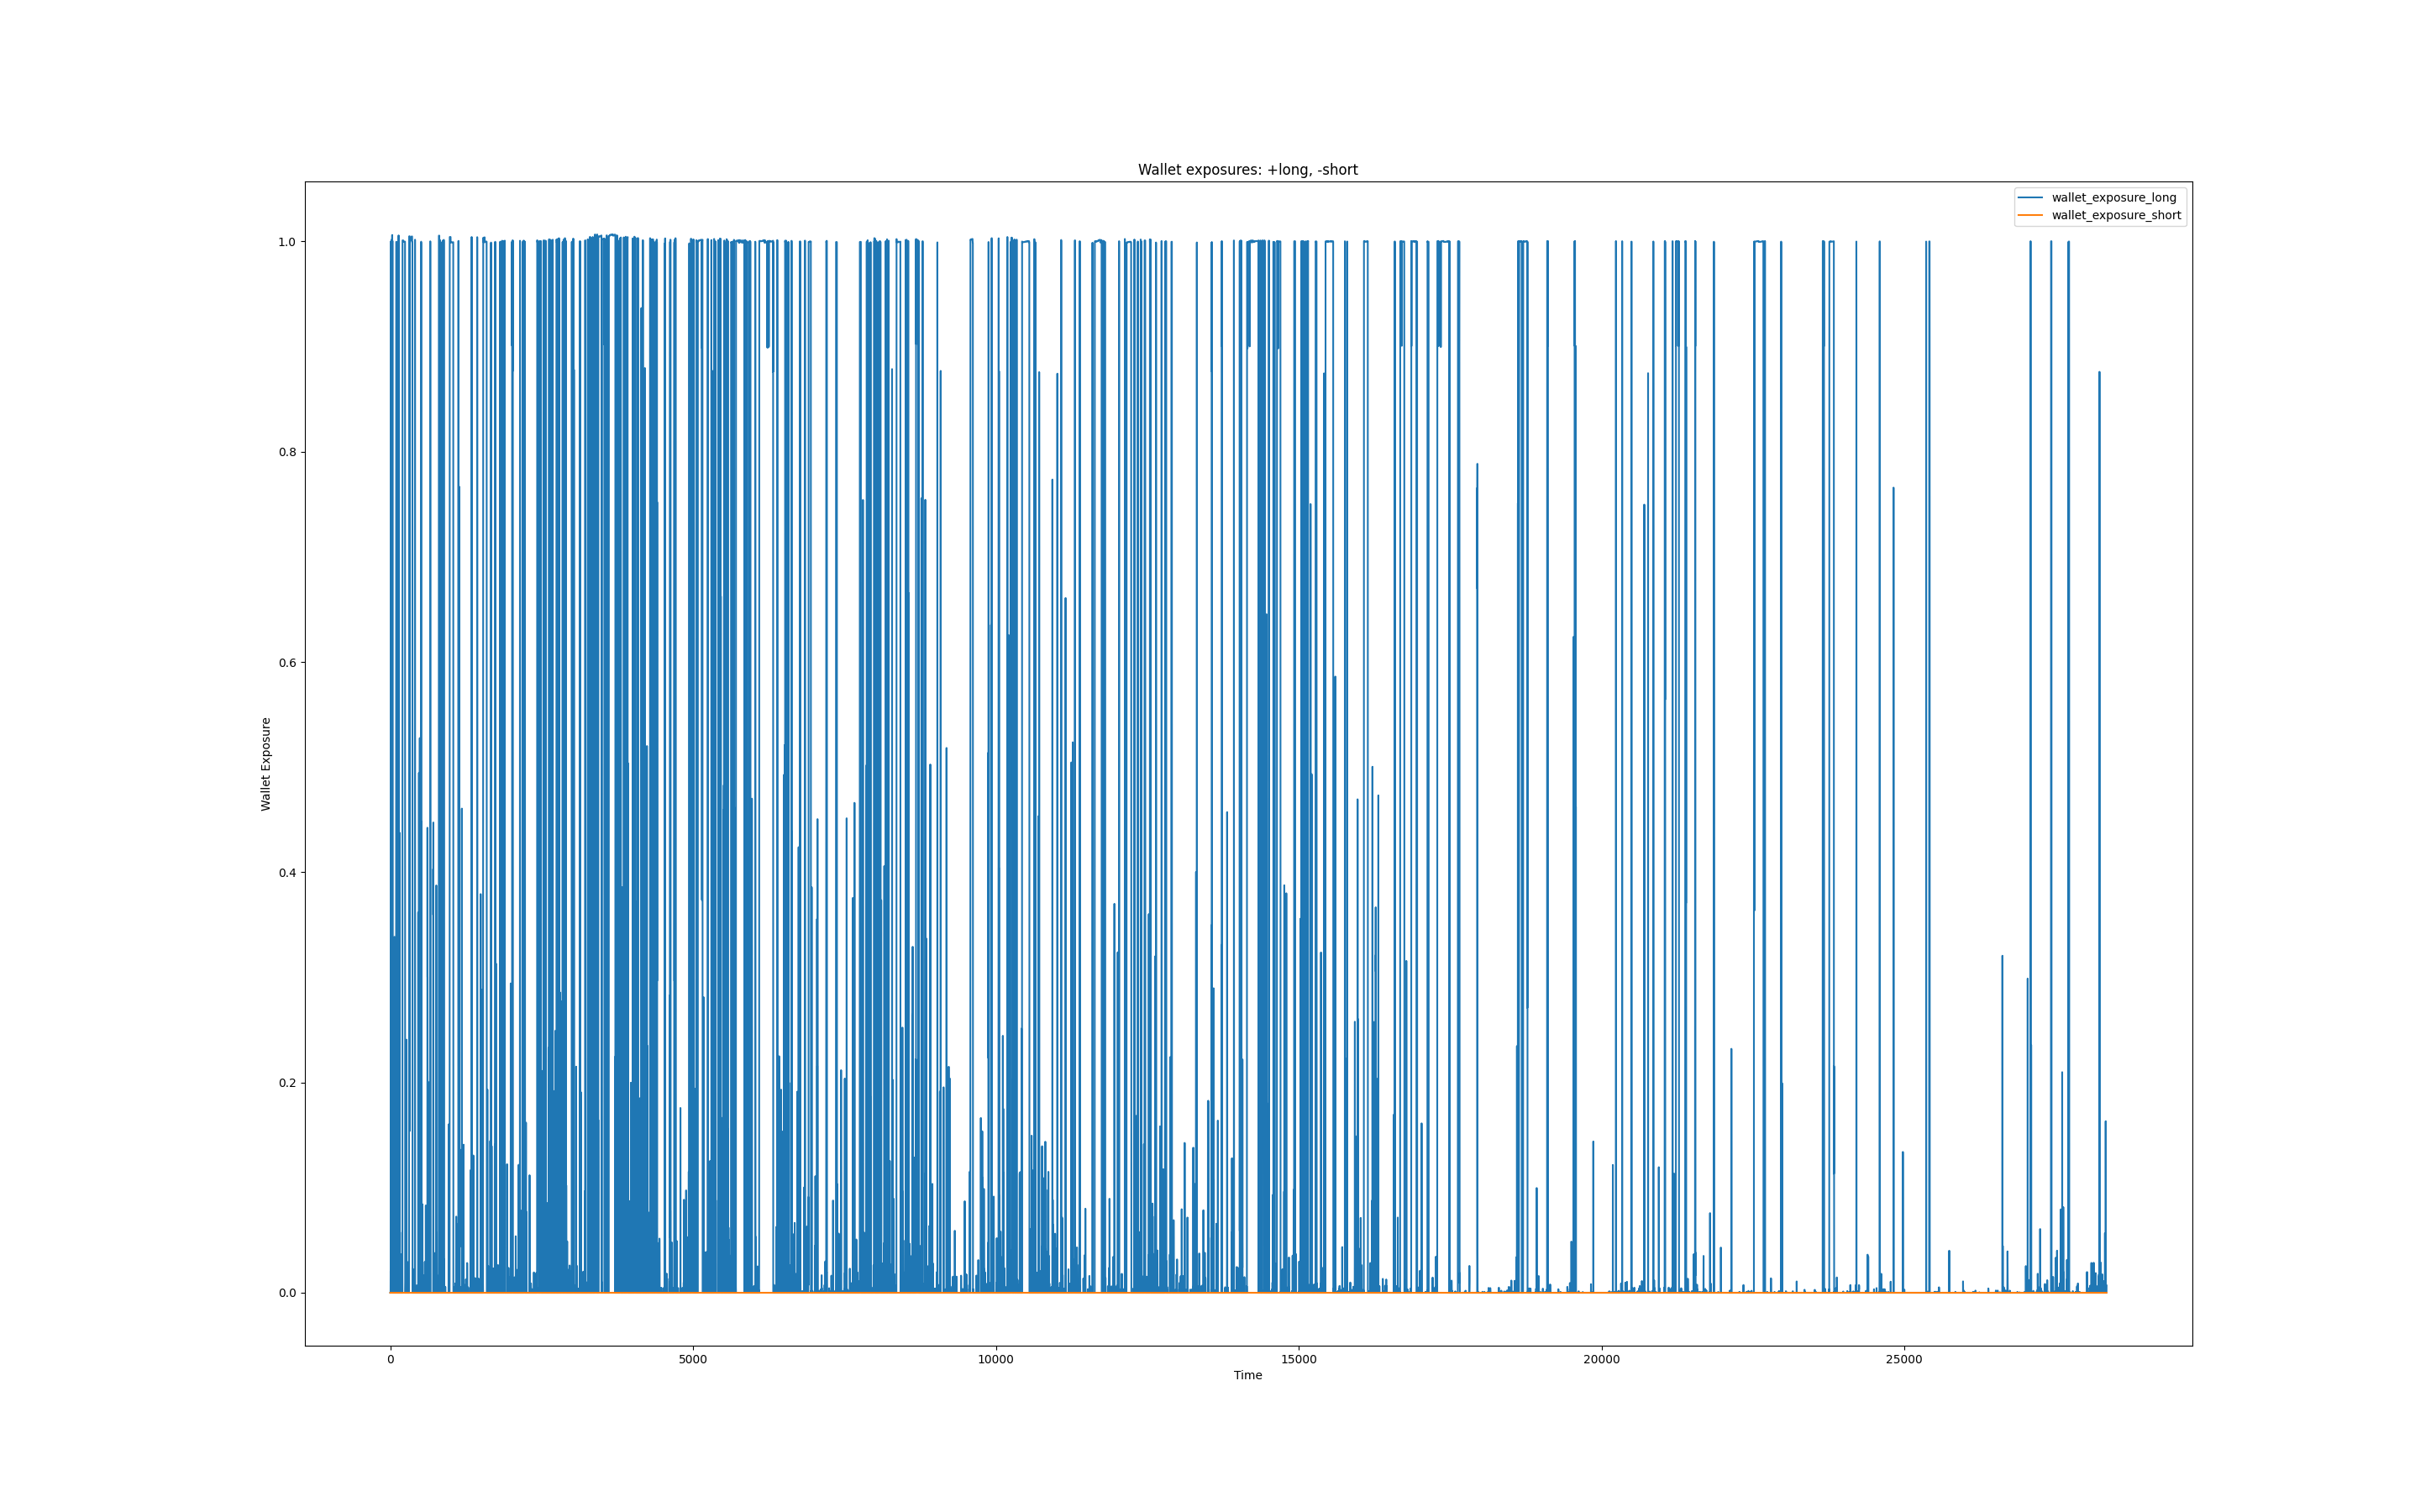 Wallet exposures: +long, -short
wallet_exposure_long
wallet_exposure_short
1.0
0.8
0.6
0.4
0.2
0.0
Wallet Exposure
0 5000 10000 15000 20000 25000
Time